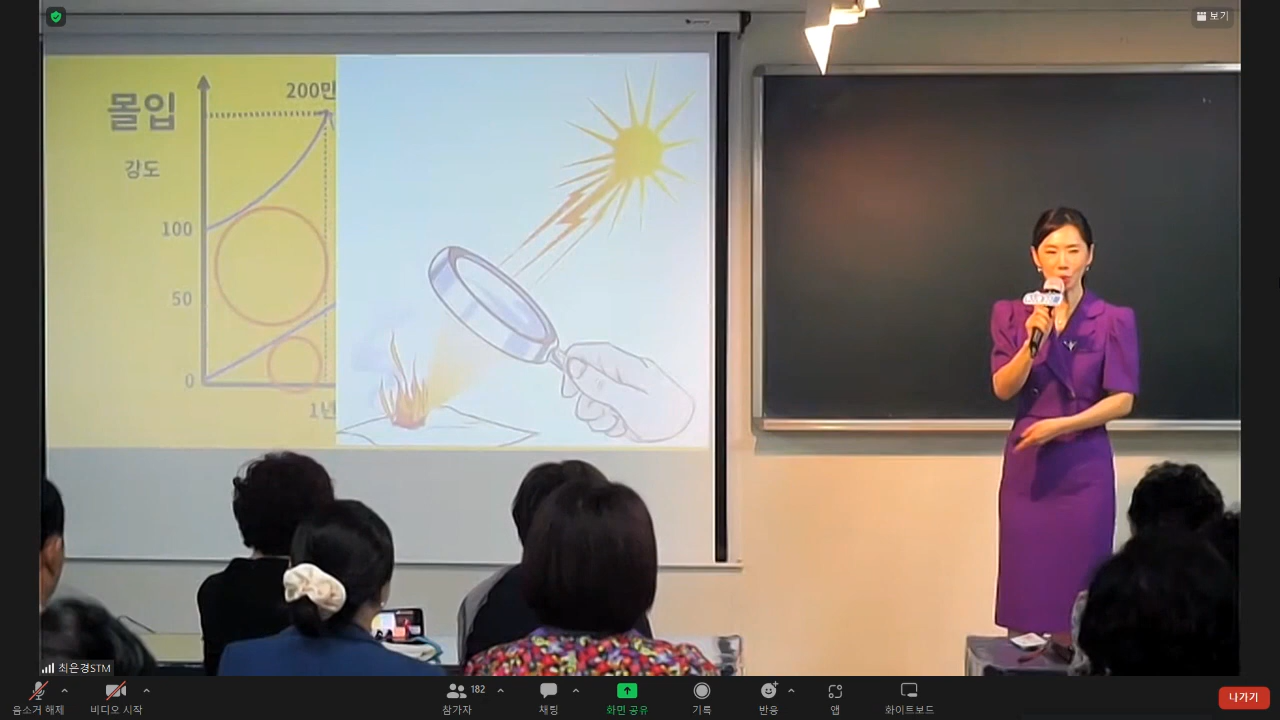 보기
몰입
200만
강도
100
50
0
1년
최은경STM
음소거 해제
비디오 시작
참가자
182
채팅
화면 공유
기록
반응
앱
화이트보드
나가기